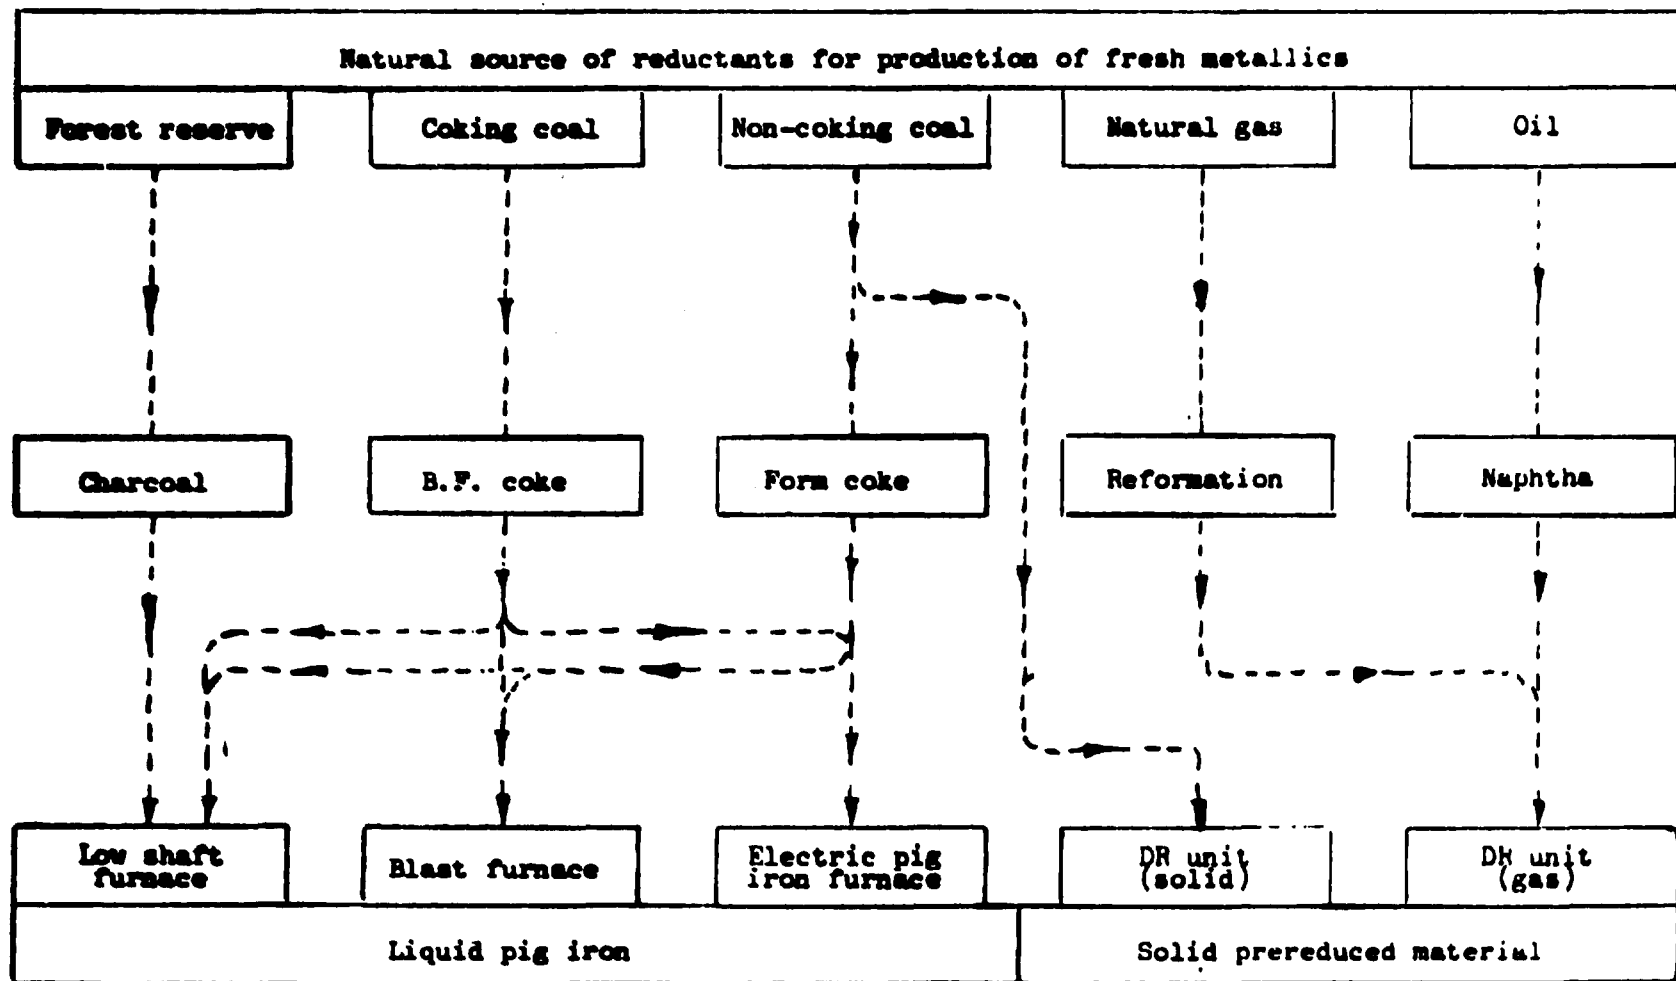 Natural source of reductants for production of fresh metallics
Forest reserve
Coking coal
Non-coking coal
Natural gas
Oil
Charcoal
B.F. coke
Form coke
Reformation
Naphtha
Low shaft
furnace
Blast furnace
Electric pig
iron furnace
DR unit
(solid)
DR unit
(gas)
Liquid pig iron
Solid prereduced material